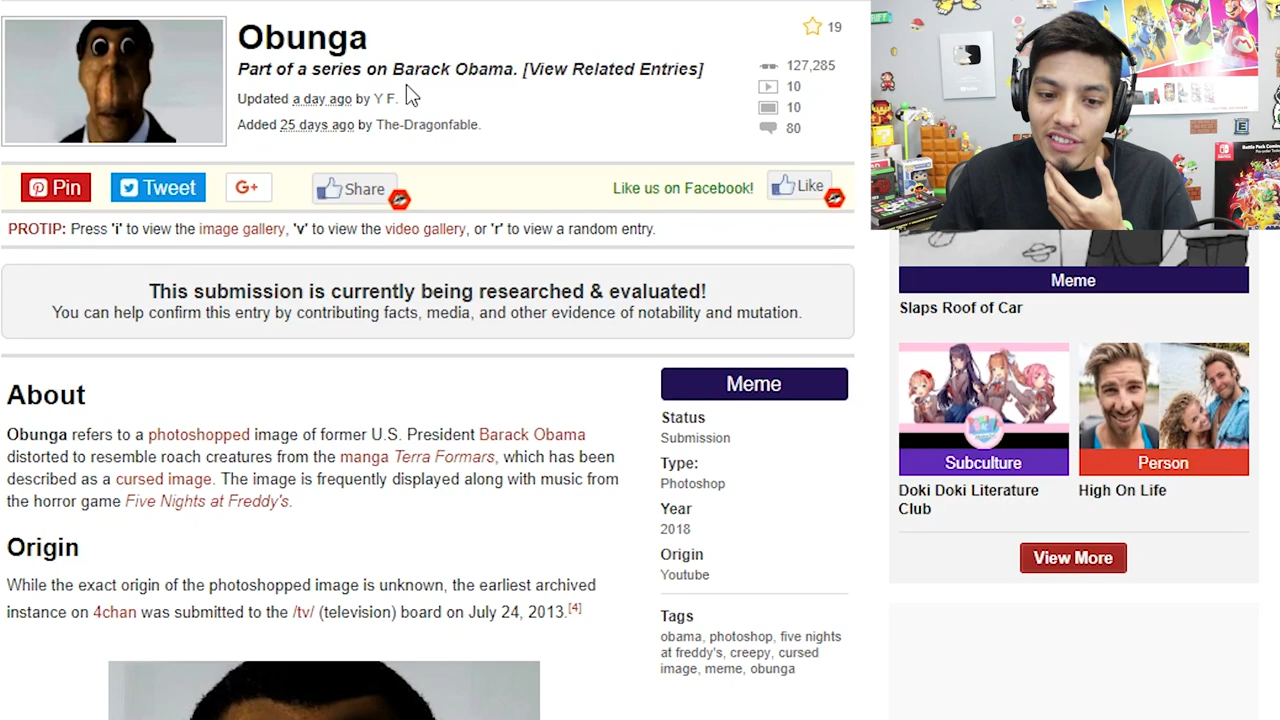 Obunga
19
Part of a series on Barack Obama. [View Related Entries]
127,285
Updated a day ago by Y F.
10
10
Added 25 days ago by The-Dragonfable.
80
Pin
Tweet
G+
Share
Like us on Facebook!
Like
PROTIP: Press 'i' to view the image gallery, 'v' to view the video gallery, or 'r' to view a random entry.
This submission is currently being researched & evaluated!
You can help confirm this entry by contributing facts, media, and other evidence of notability and mutation.
About
Obunga refers to a photoshopped image of former U.S. President Barack Obama
distorted to resemble roach creatures from the manga Terra Formars, which has been
described as a cursed image. The image is frequently displayed along with music from
the horror game Five Nights at Freddy's.
Origin
While the exact origin of the photoshopped image is unknown, the earliest archived
instance on 4chan was submitted to the /tv/ (television) board on July 24, 2013.[4]
Meme
Status
Submission
Type:
Photoshop
Year
2018
Origin
Youtube
Tags
obama, photoshop, five nights
at freddy's, creepy, cursed
image, meme, obunga
Meme
Slaps Roof of Car
Subculture
Doki Doki Literature
Club
Person
High On Life
View More